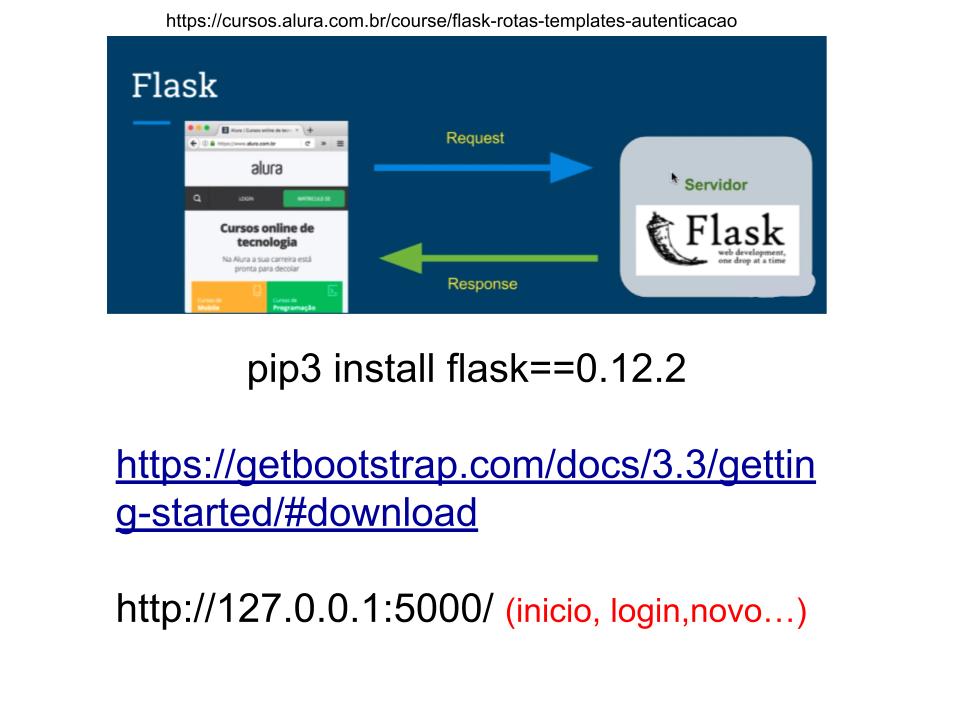 https://cursos.alura.com.br/course/flask-rotas-templates-autenticacao
Flask
Alura | Cursos online de tecn
https://www.alura.com.br
alura
LOGIN
MATRICULE-SE
Cursos online de
tecnologia
Na Alura a sua carreira está
pronta para decolar
Cursos de
Mobile
Cursos de
Programação
Request
Response
Servidor
Flask
web development,
one drop at a time
pip3 install flask==0.12.2
https://getbootstrap.com/docs/3.3/gettin
g-started/#download
http://127.0.0.1:5000/ (inicio, login,novo…)